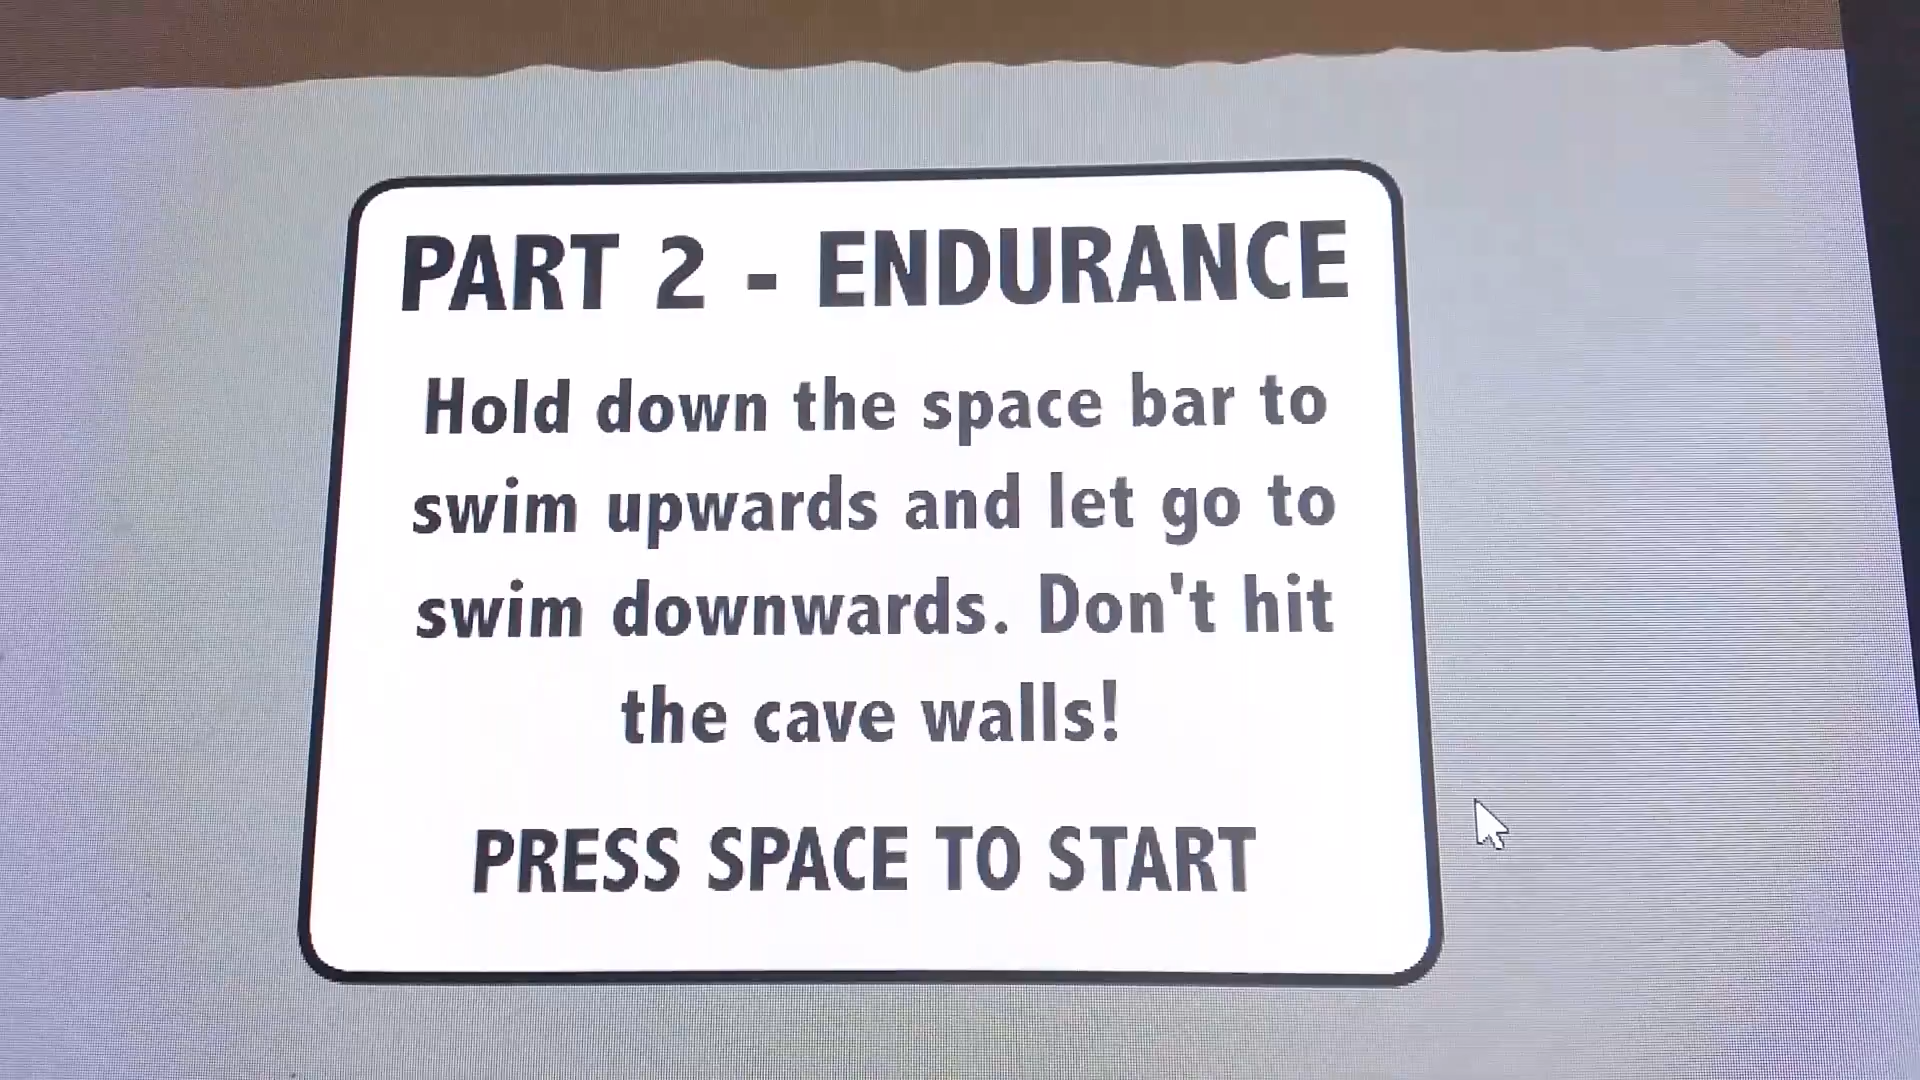 PART 2 - ENDURANCE
Hold down the space bar to
swim upwards and let go to
swim downwards. Don't hit
the cave walls!
PRESS SPACE TO START